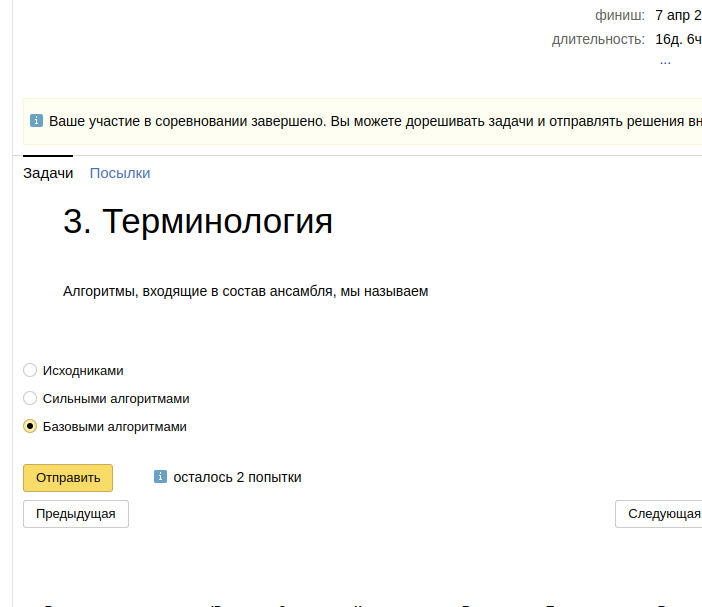 финиш: 7 апр 2
длительность: 16д. 6ч
...
Ваше участие в соревновании завершено. Вы можете дорешивать задачи и отправлять решения вн
Задачи Посылки
3. Терминология
Алгоритмы, входящие в состав ансамбля, мы называем
Исходниками
Сильными алгоритмами
Базовыми алгоритмами
Отправить осталось 2 попытки
Предыдущая Следующая